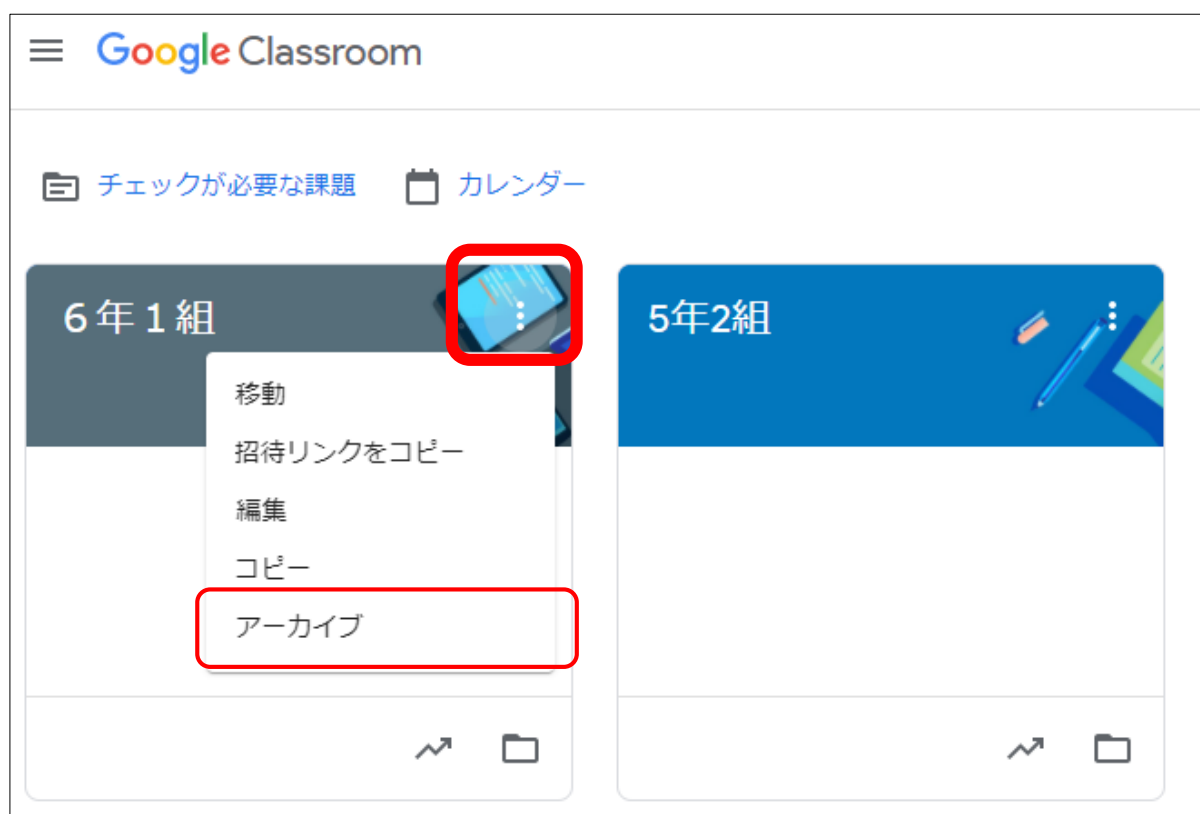 Google Classroom
チェックが必要な課題 カレンダー
6年1組
5年2組
移動
招待リンクをコピー
編集
コピー
アーカイブ